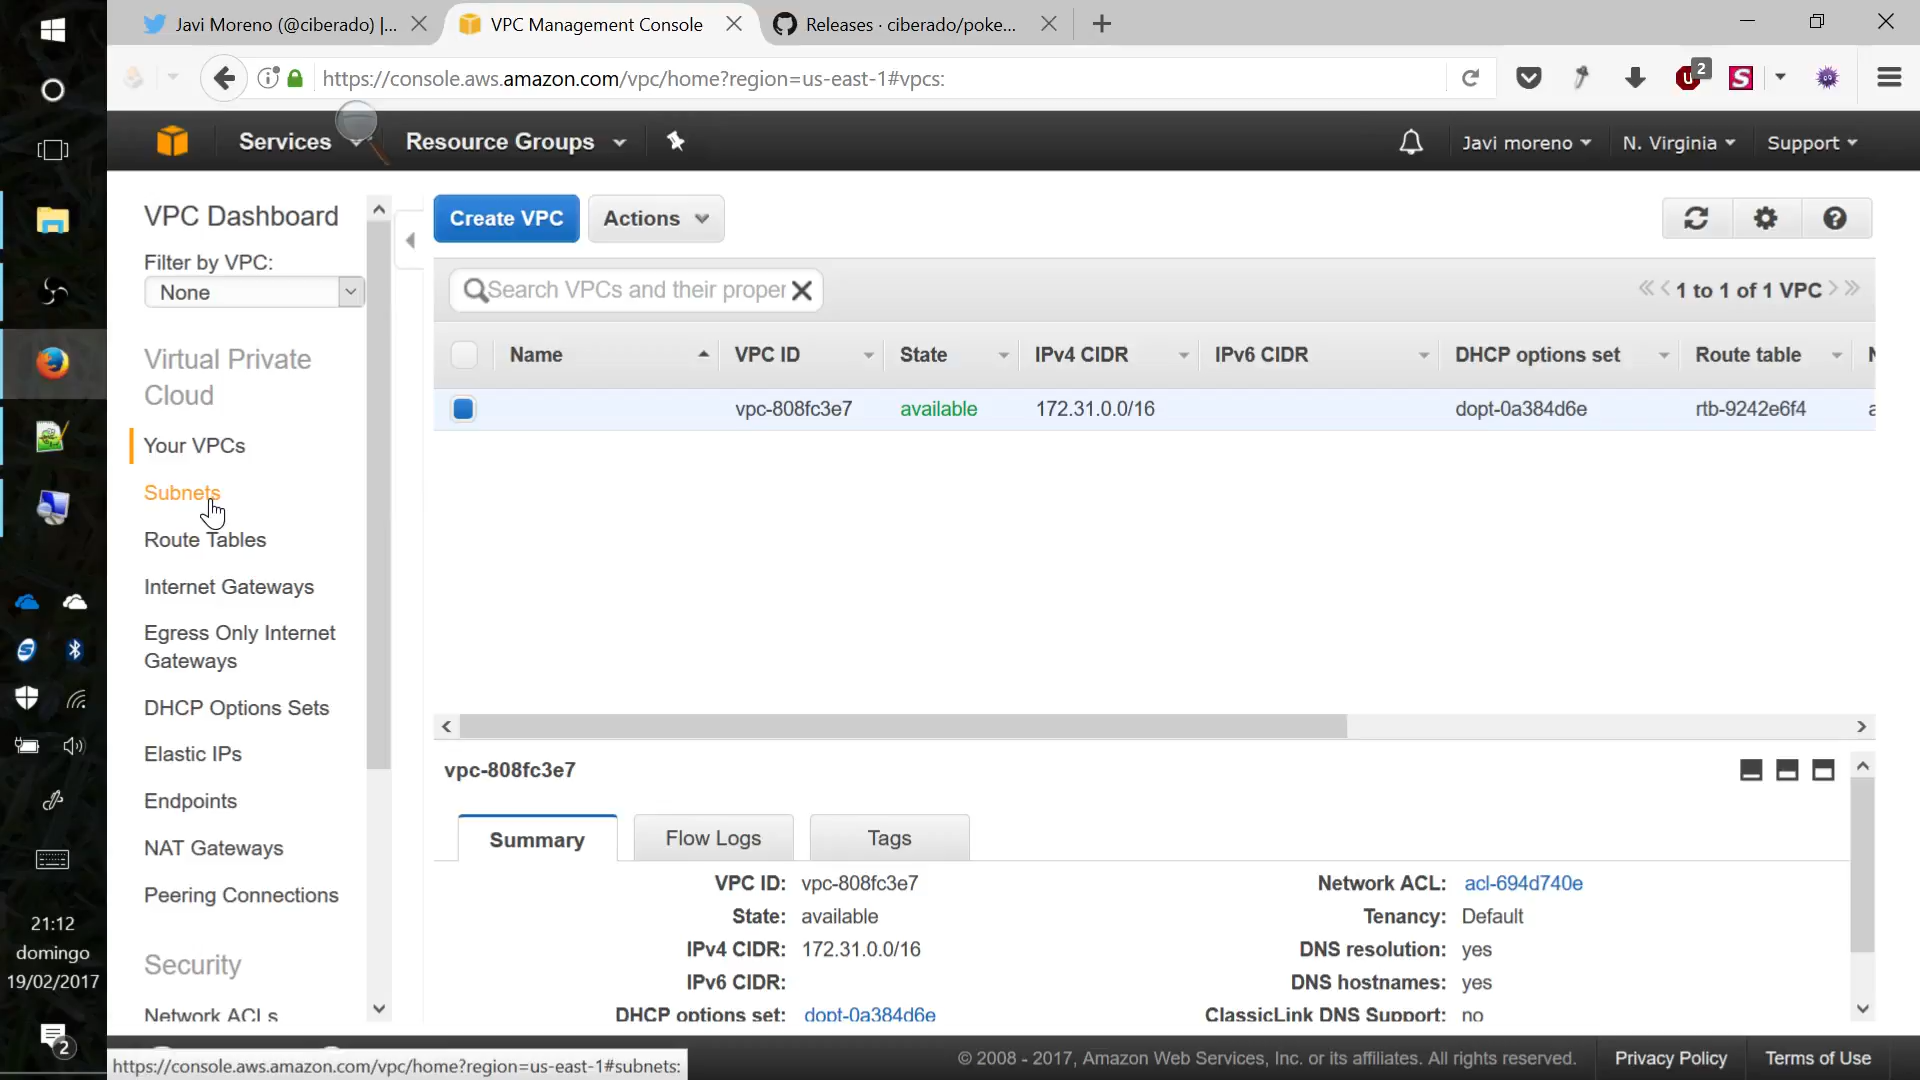 Javi Moreno (@ciberado) |...
VPC Management Console
Releases · ciberado/poke...
https://console.aws.amazon.com/vpc/home?region=us-east-1#vpcs:
2
Services
Resource Groups
Javi moreno
N. Virginia
Support
VPC Dashboard
Filter by VPC:
None
Virtual Private
Cloud
Your VPCs
Subnets
Route Tables
Internet Gateways
Egress Only Internet
Gateways
DHCP Options Sets
Elastic IPs
Endpoints
NAT Gateways
Peering Connections
Security
Network ACLs
Create VPC
Actions
Search VPCs and their proper
1 to 1 of 1 VPC
Name
VPC ID
State
IPv4 CIDR
IPv6 CIDR
DHCP options set
Route table
vpc-808fc3e7
available
172.31.0.0/16
dopt-0a384d6e
rtb-9242e6f4
vpc-808fc3e7
Summary
Flow Logs
Tags
VPC ID: vpc-808fc3e7
State: available
IPv4 CIDR: 172.31.0.0/16
IPv6 CIDR:
DHCP options set: dopt-0a384d6e
Network ACL: acl-694d740e
Tenancy: Default
DNS resolution: yes
DNS hostnames: yes
ClassicLink DNS Support: no
21:12
domingo
19/02/2017
2
https://console.aws.amazon.com/vpc/home?region=us-east-1#subnets:
© 2008 - 2017, Amazon Web Services, Inc. or its affiliates. All rights reserved.
Privacy Policy
Terms of Use